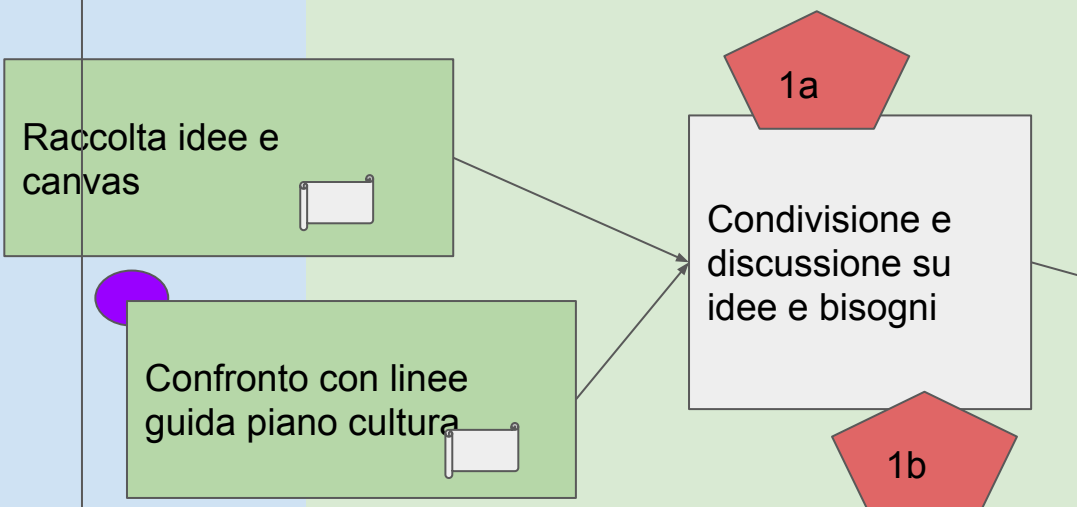 Raccolta idee e
canvas
1a
Condivisione e
discussione su
idee e bisogni
Confronto con linee
guida piano cultura
1b